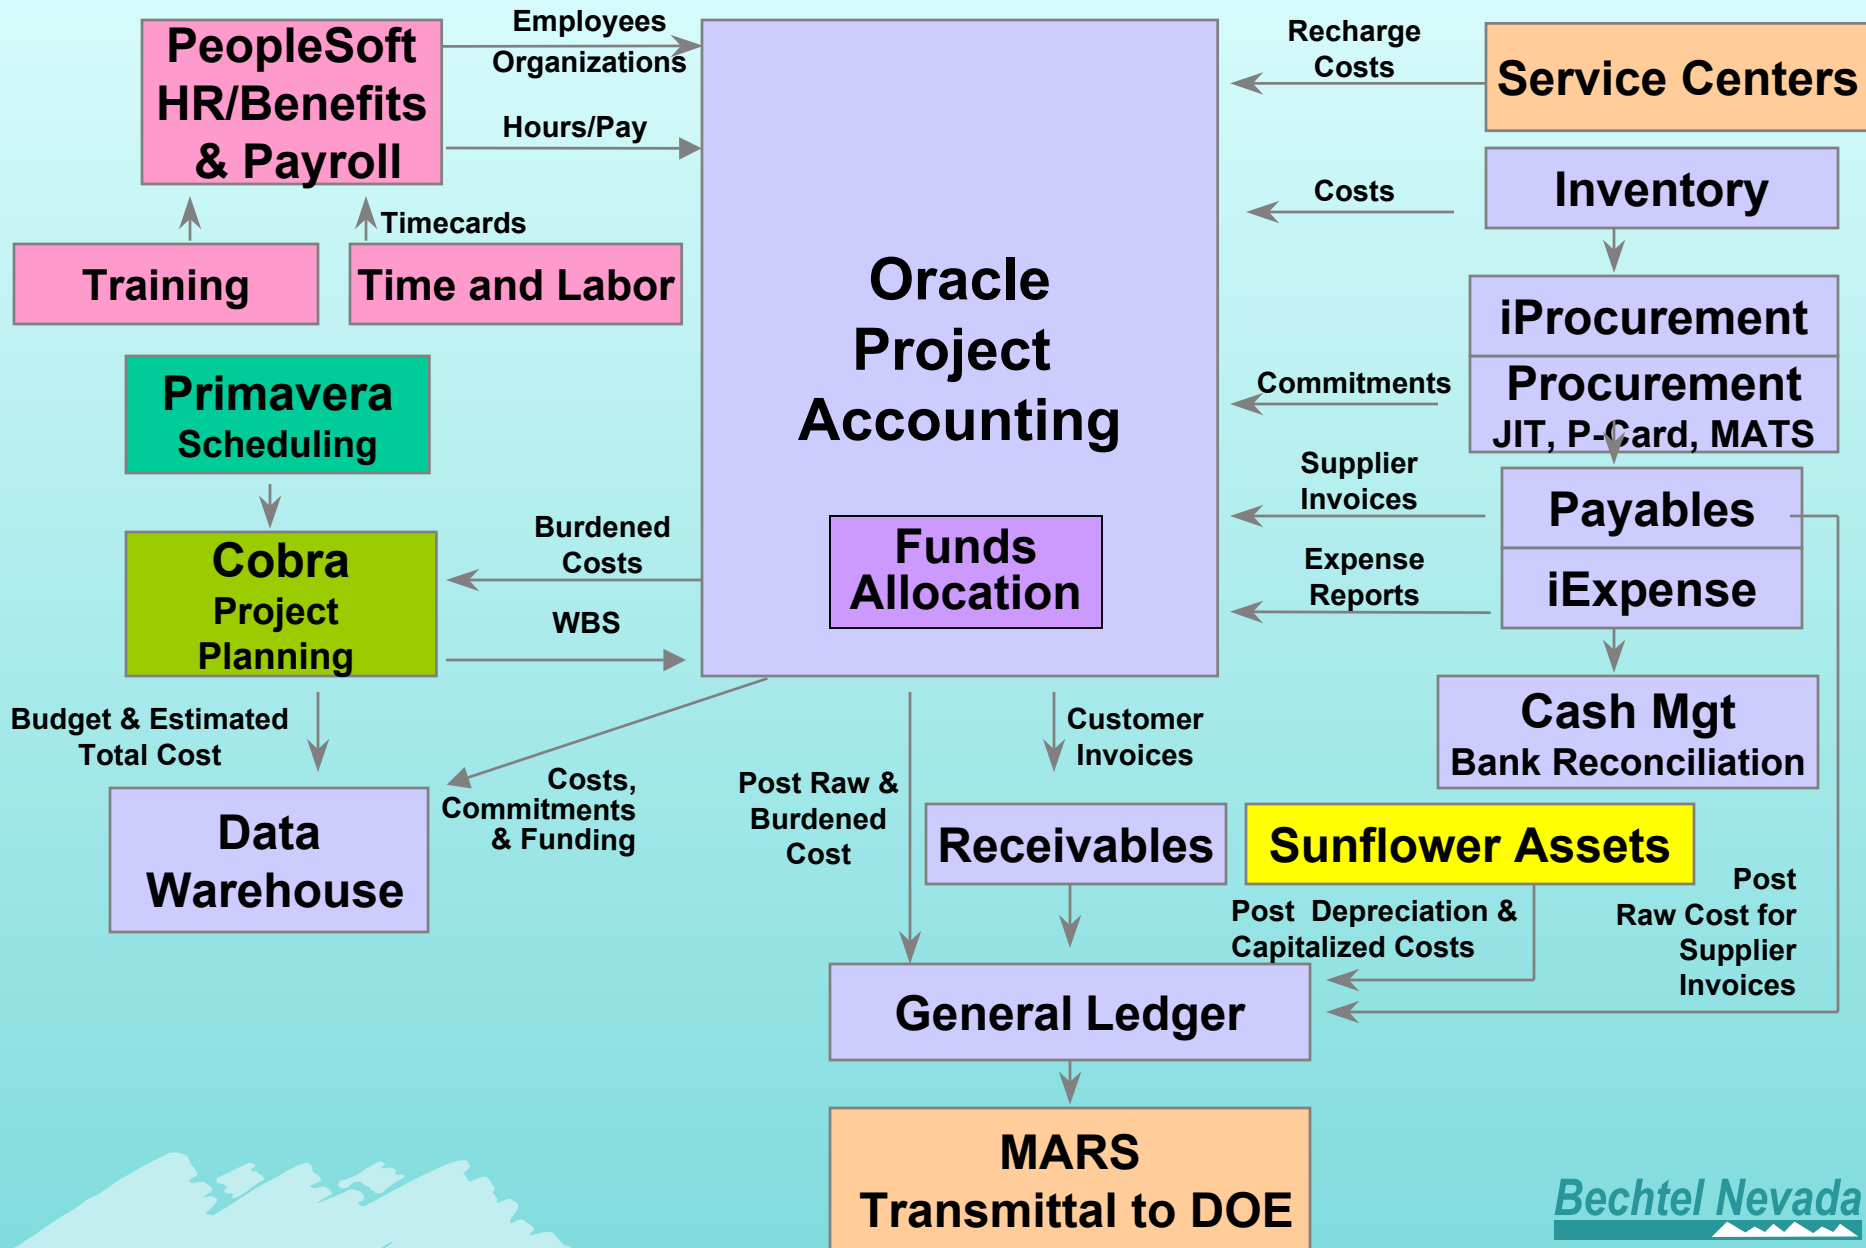 PeopleSoft
HR/Benefits
& Payroll
Employees
Organizations
Hours/Pay
Timecards
Training
Time and Labor
Primavera
Scheduling
Cobra
Project
Planning
Burdened
Costs
WBS
Budget & Estimated
Total Cost
Data
Warehouse
Costs,
Commitments
& Funding
Oracle
Project
Accounting
Funds
Allocation
Recharge
Costs
Service Centers
Costs
Inventory
iProcurement
Commitments
Procurement
JIT, P-Card, MATS
Supplier
Invoices
Payables
Expense
Reports
iExpense
Cash Mgt
Bank Reconciliation
Customer
Invoices
Post Raw &
Burdened
Cost
Receivables
Sunflower Assets
Post Depreciation &
Capitalized Costs
Post
Raw Cost for
Supplier
Invoices
General Ledger
MARS
Transmittal to DOE
Bechtel Nevada